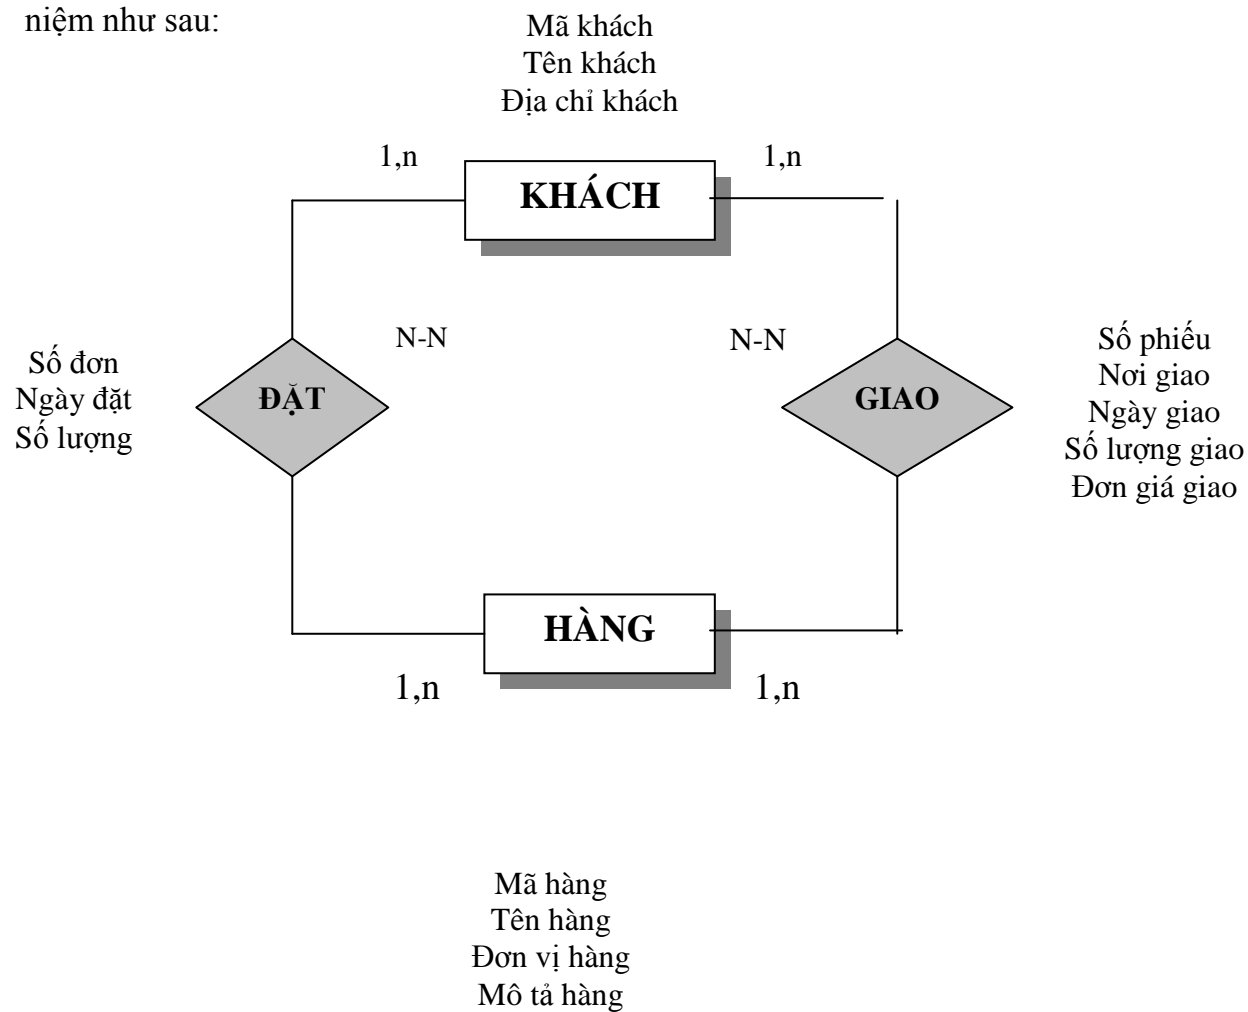 niệm như sau:
Mã khách
Tên khách
Địa chỉ khách
1,n
1,n
KHÁCH
N-N
N-N
Số đơn
Ngày đặt
Số lượng
ĐẶT
GIAO
Số phiếu
Nơi giao
Ngày giao
Số lượng giao
Đơn giá giao
HÀNG
1,n
1,n
Mã hàng
Tên hàng
Đơn vị hàng
Mô tả hàng